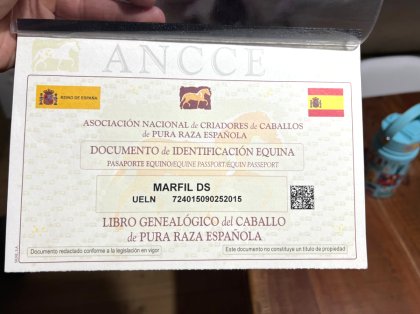 ANCCE
REINO DE ESPAÑA
ASOCIACIÓN NACIONAL de CRIADORES de CABALLOS
de PURA RAZA ESPAÑOLA
DOCUMENTO de IDENTIFICACIÓN EQUINA
PASAPORTE EQUINO/EQUINE PASSPORT/EQUIN PASSEPORT
MARFIL DS
UELN 724015090252015
LIBRO GENEALÓGICO del CABALLO
de PURA RAZA ESPAÑOLA
Documento redactado conforme a la legislación en vigor
Este documento no constituye un título de propiedad